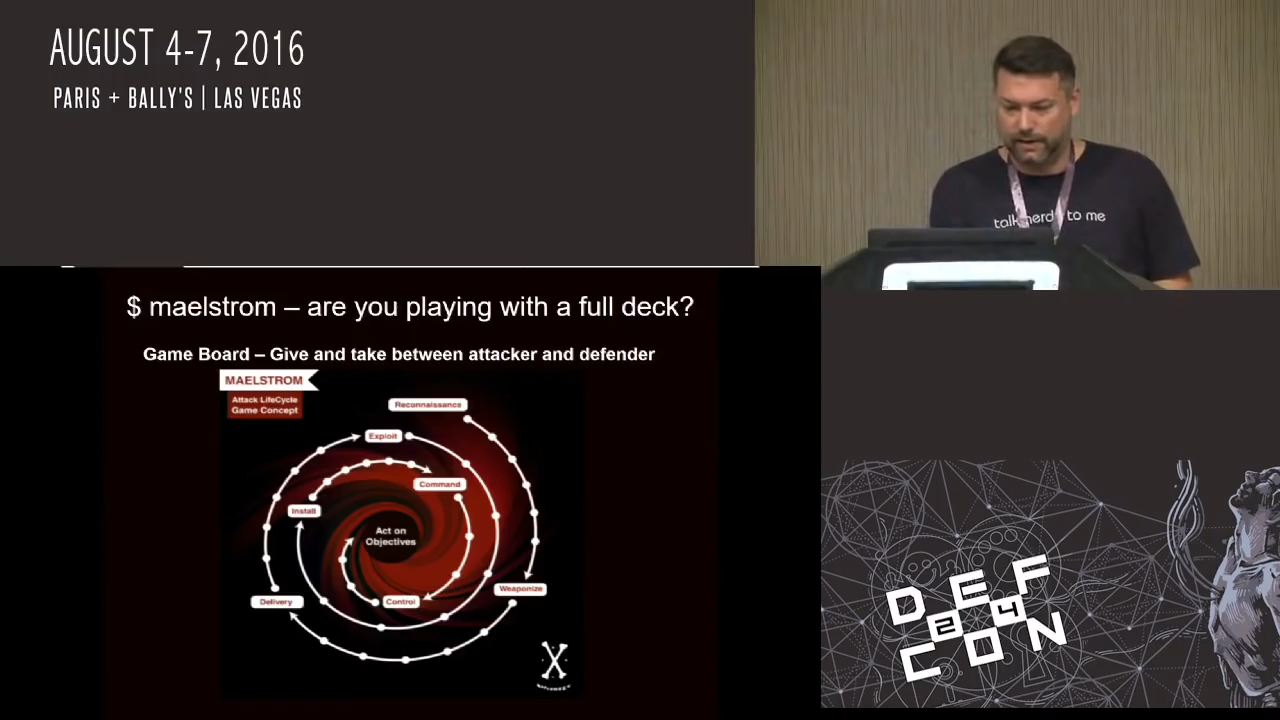 AUGUST 4-7, 2016
PARIS + BALLY'S | LAS VEGAS
talk nerdy to me
$ maelstrom – are you playing with a full deck?
Game Board – Give and take between attacker and defender
MAELSTROM
Attack LifeCycle
Game Concept
Reconnaissance
Exploit
Command
Install
Act on
Objectives
Weaponize
Delivery
Control
DEF
24
CON